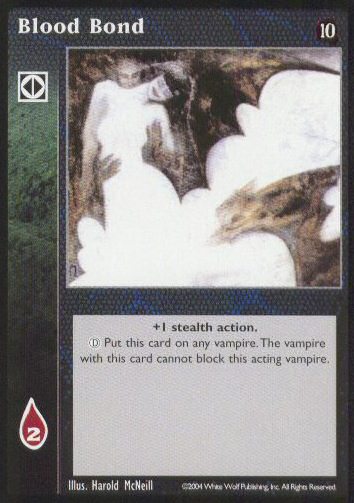 Blood Bond
10
+1 stealth action.
Ⓓ Put this card on any vampire. The vampire
with this card cannot block this acting vampire.
2
Illus. Harold McNeill
©2004 White Wolf Publishing, Inc. All Rights Reserved.